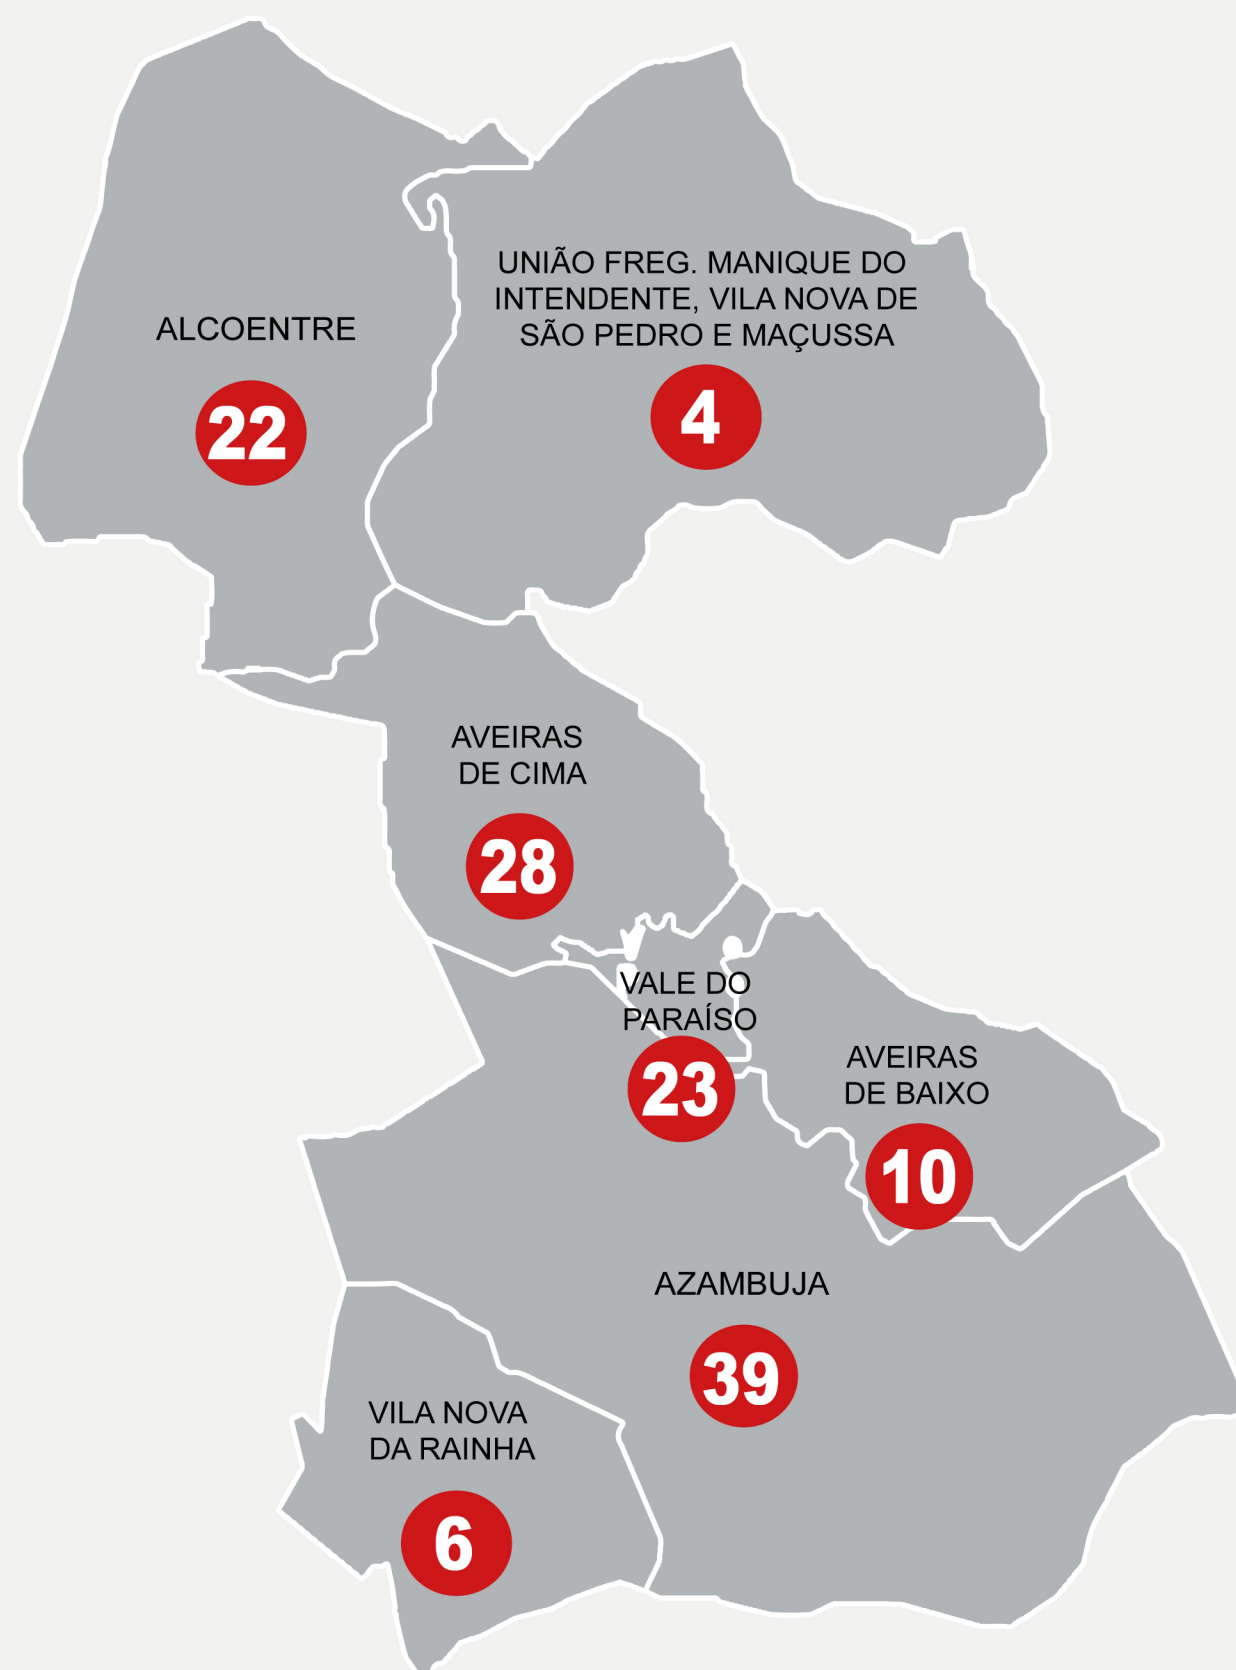 UNIÃO FREG. MANIQUE DO
INTENDENTE, VILA NOVA DE
SÃO PEDRO E MAÇUSSA
4
ALCOENTRE
22
AVEIRAS
DE CIMA
28
VALE DO
PARAÍSO
23
AVEIRAS
DE BAIXO
10
AZAMBUJA
39
VILA NOVA
DA RAINHA
6